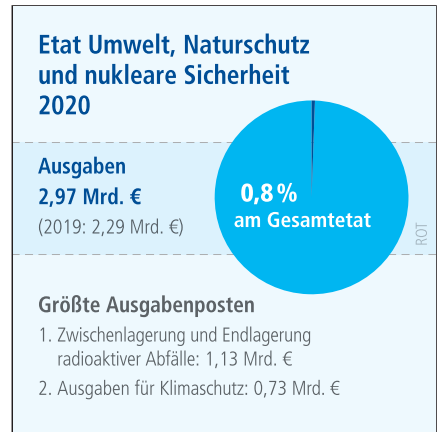 Etat Umwelt, Naturschutz
und nukleare Sicherheit
2020
Ausgaben
2,97 Mrd. €
(2019: 2,29 Mrd. €)
0,8 %
am Gesamtetat
ROT
Größte Ausgabenposten
1. Zwischenlagerung und Endlagerung
radioaktiver Abfälle: 1,13 Mrd. €
2. Ausgaben für Klimaschutz: 0,73 Mrd. €